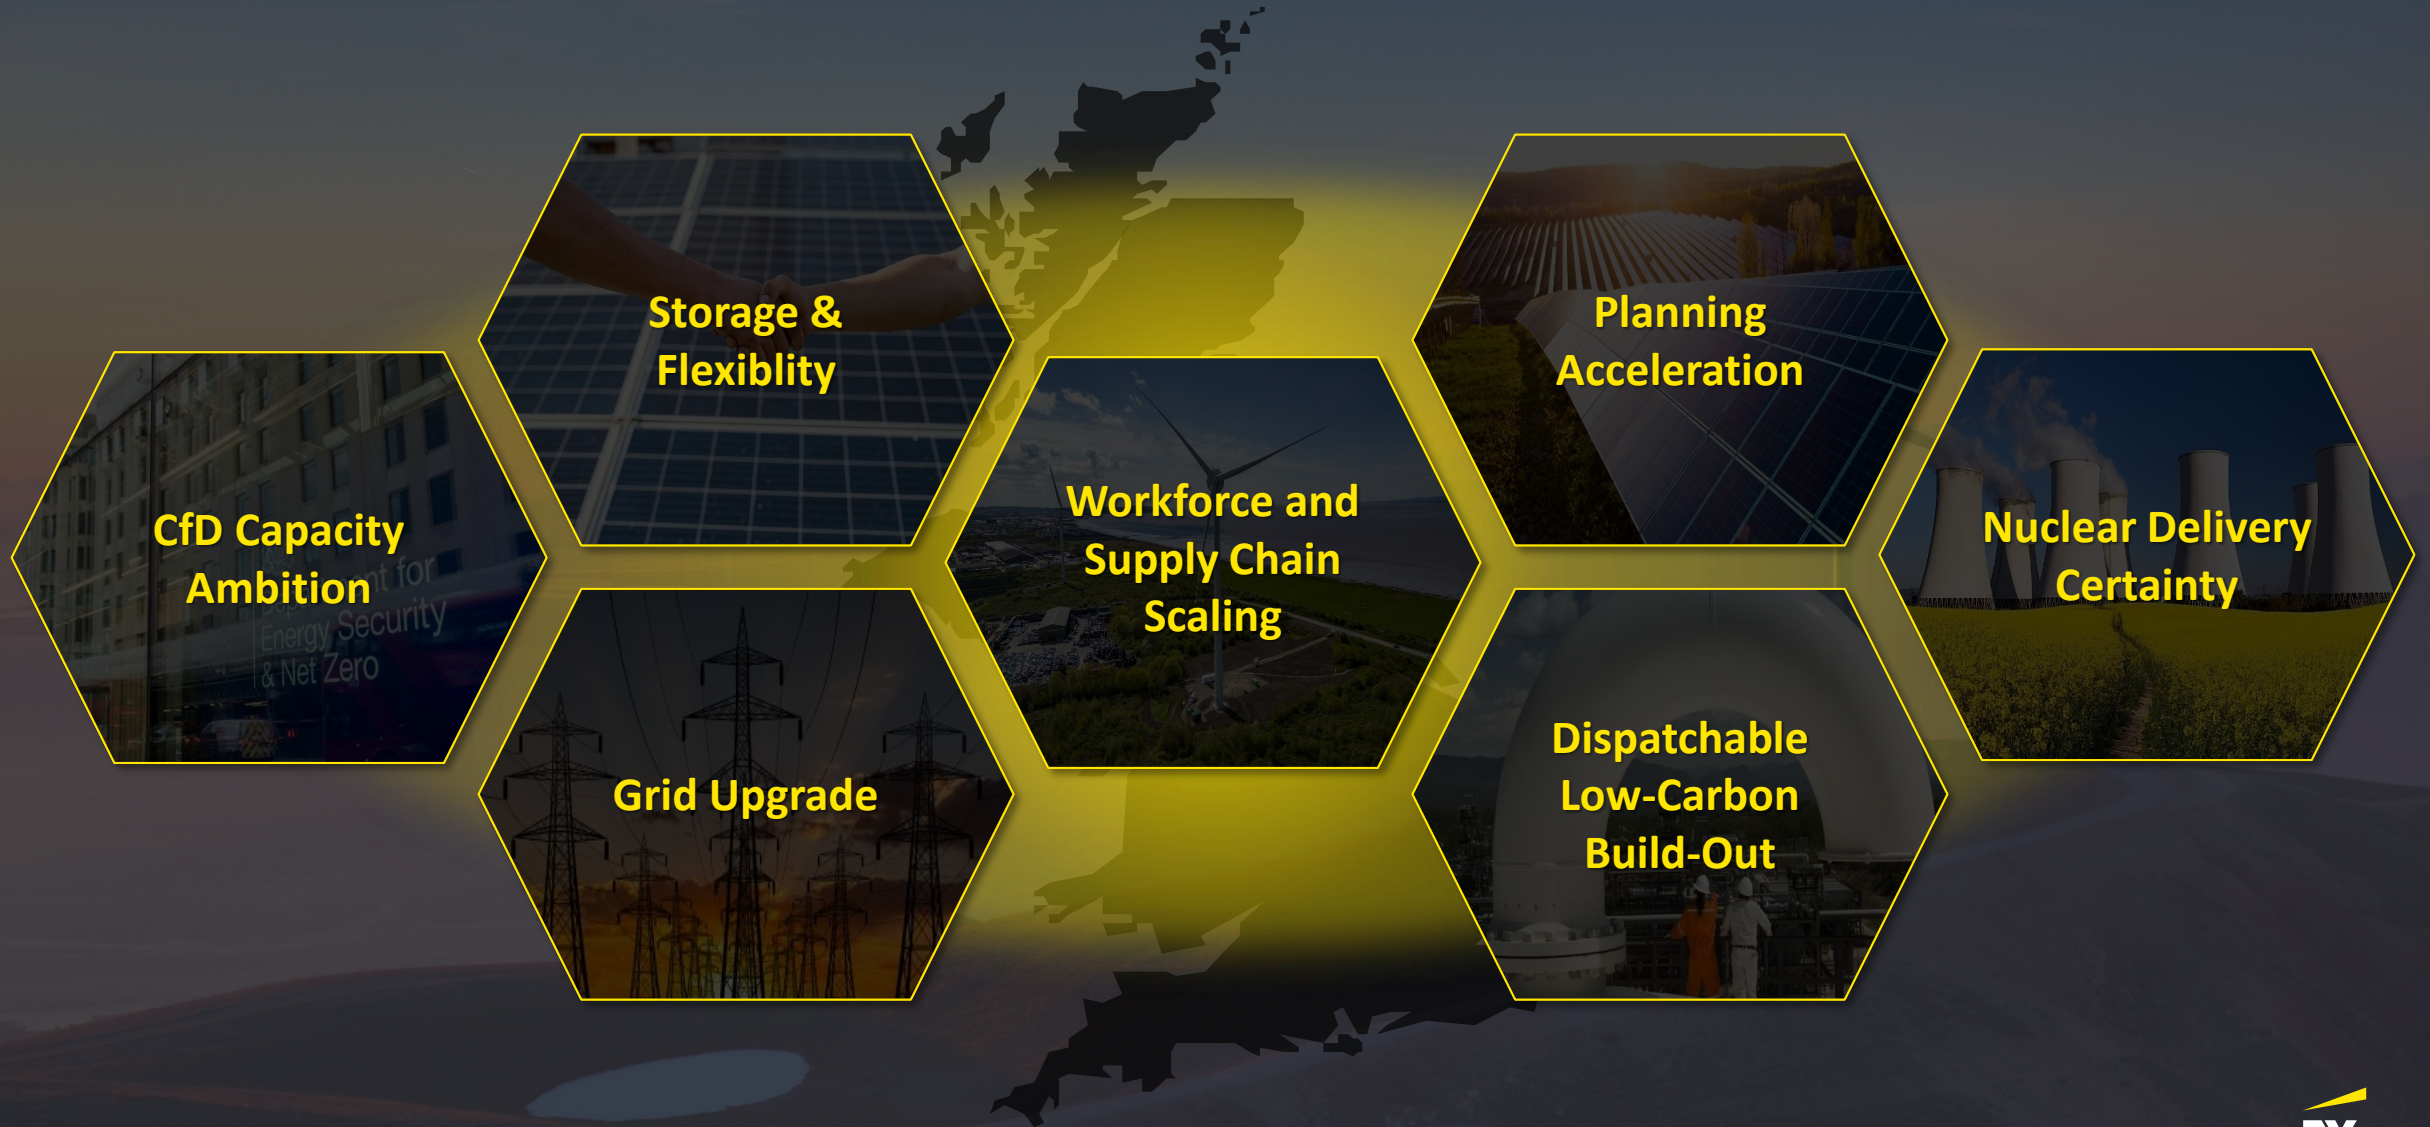 Storage &
Flexiblity
Planning
Acceleration
CfD Capacity
Ambition
Energy Security
& Net Zero
Workforce and
Supply Chain
Scaling
Nuclear Delivery
Certainty
Grid Upgrade
Dispatchable
Low-Carbon
Build-Out